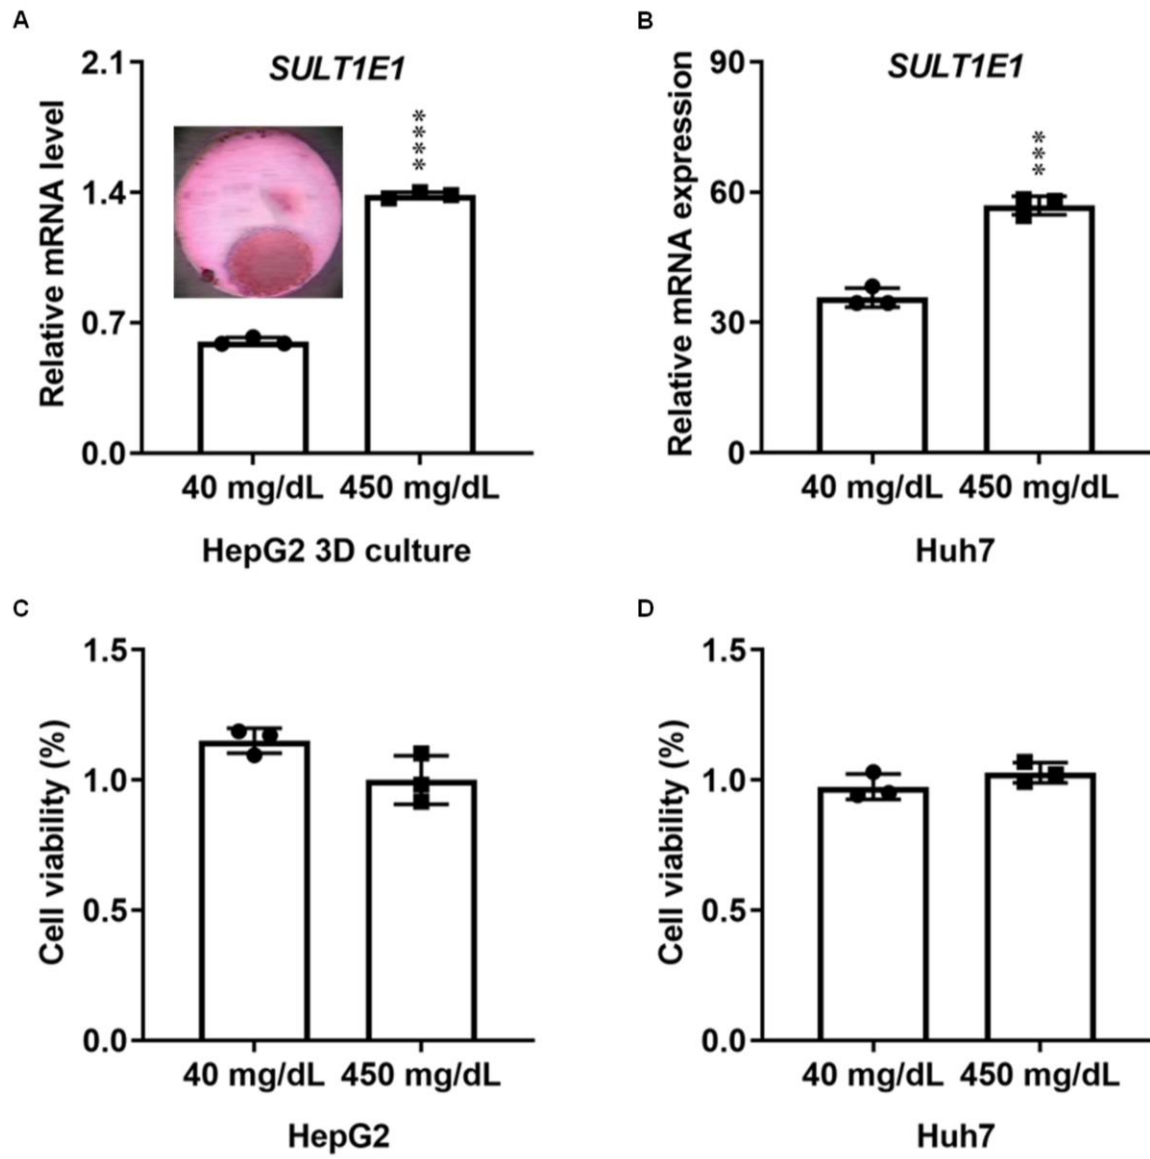 A
SULT1E1
Relative mRNA level
2.1
1.4
0.7
0.0
****
40 mg/dL 450 mg/dL
HepG2 3D culture
B
SULT1E1
Relative mRNA expression
90
60
30
0
***
40 mg/dL 450 mg/dL
Huh7
C
Cell viability (%)
1.5
1.0
0.5
0.0
40 mg/dL 450 mg/dL
HepG2
D
Cell viability (%)
1.5
1.0
0.5
0.0
40 mg/dL 450 mg/dL
Huh7